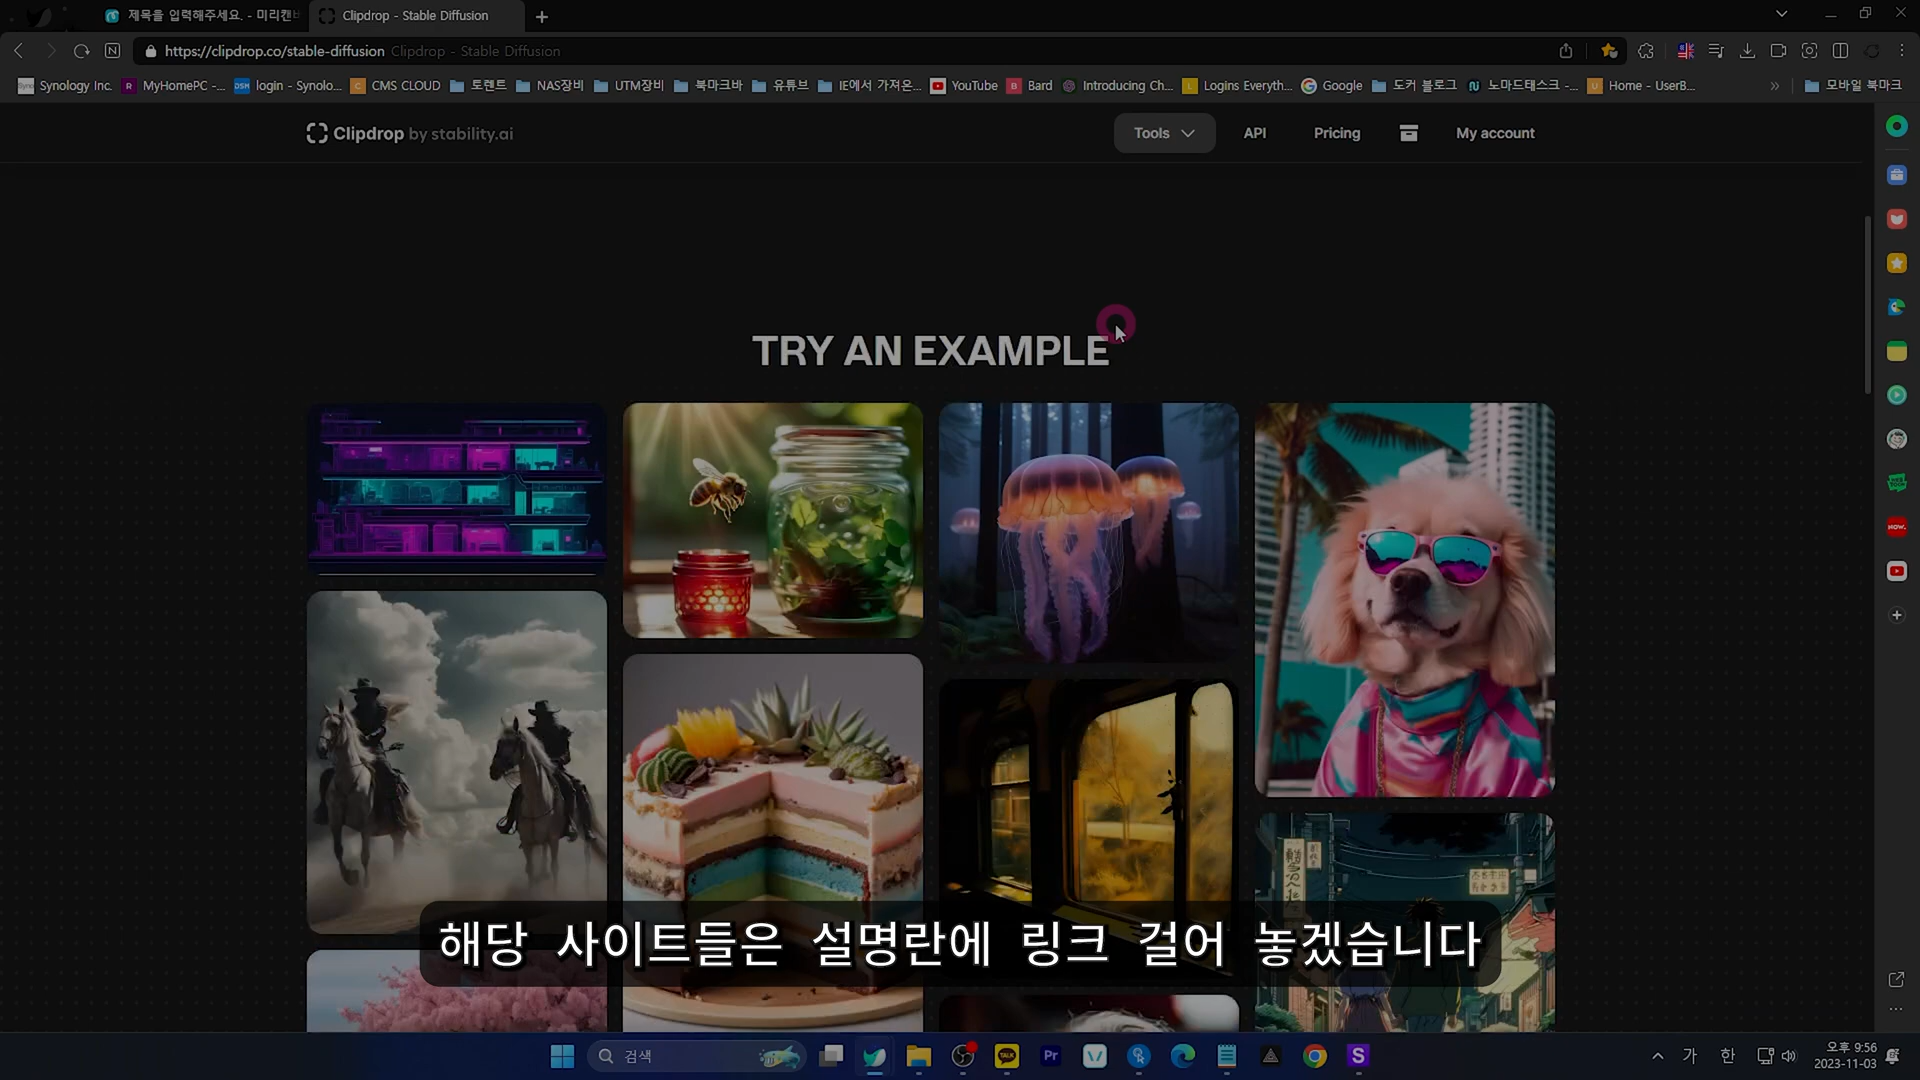 제목을 입력해주세요. - 미리캔버
Clipdrop - Stable Diffusion
https://clipdrop.co/stable-diffusion Clipdrop - Stable Diffusion
Synology Inc. MyHomePC -... login - Synolo... CMS CLOUD 토렌트 NAS장비 UTM장비 북마크바 유튜브 IE에서 가져온... YouTube Bard Introducing Ch... Logins Everyth... Google 도커 블로그 노마드태스크 -... Home - UserB... 모바일 북마크
Clipdrop by stability.ai
Tools API Pricing My account
TRY AN EXAMPLE
해당 사이트들은 설명란에 링크 걸어 놓겠습니다
NOW.
검색
TALK
Pr
S
가 한
오후 9:56
2023-11-03